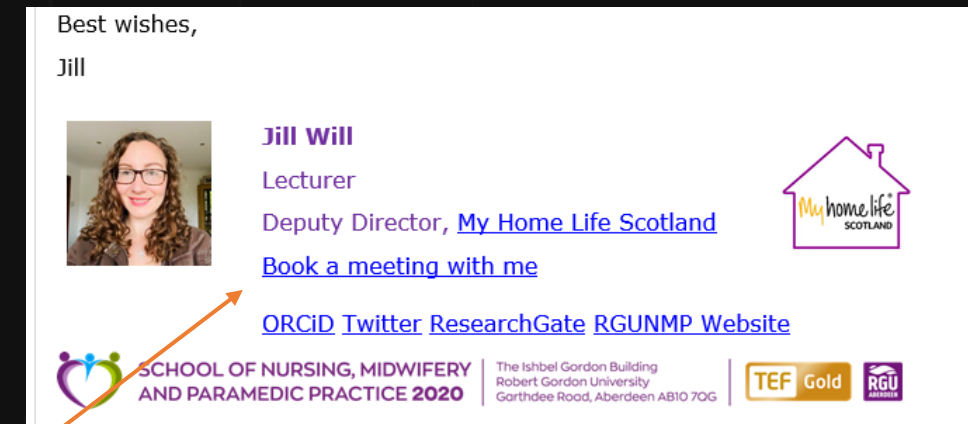 Best wishes,
Jill
Jill Will
Lecturer
Deputy Director, My Home Life Scotland
My home life
SCOTLAND
Book a meeting with me
ORCiD Twitter ResearchGate RGUNMP Website
SCHOOL OF NURSING, MIDWIFERY
AND PARAMEDIC PRACTICE 2020
The Ishbel Gordon Building
Robert Gordon University
Garthdee Road, Aberdeen AB10 7QG
TEF Gold
RGU
ABERDEEN